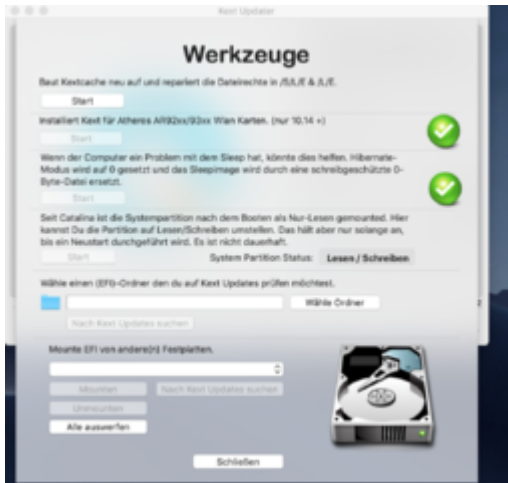 Kext Updater
Werkzeuge
Baut Kextcache neu auf und repariert die Dateirechte in /S/L/E & /L/E.
Start
Installiert Kext für Atheros AR92xx/93xx Wlan Karten. (nur 10.14 +)
Start
Wenn der Computer ein Problem mit dem Sleep hat, könnte dies helfen. Hibernate-
Modus wird auf 0 gesetzt und das Sleepimage wird durch eine schreibgeschützte 0-
Byte-Datei ersetzt.
Start
Seit Catalina ist die Systempartition nach dem Booten als Nur-Lesen gemounted. Hier
kannst Du die Partition auf Lesen/Schreiben umstellen. Das hält aber nur solange an,
bis ein Neustart durchgeführt wird. Es ist nicht dauerhaft.
Start System Partition Status: Lesen / Schreiben
Wähle einen (EFI)-Ordner den du auf Kext Updates prüfen möchtest.
Wähle Ordner
Nach Kext Updates suchen
Mounte EFI von andere(n) Festplatten.
Mounten Nach Kext Updates suchen
Unmounten
Alle auswerfen
Schließen